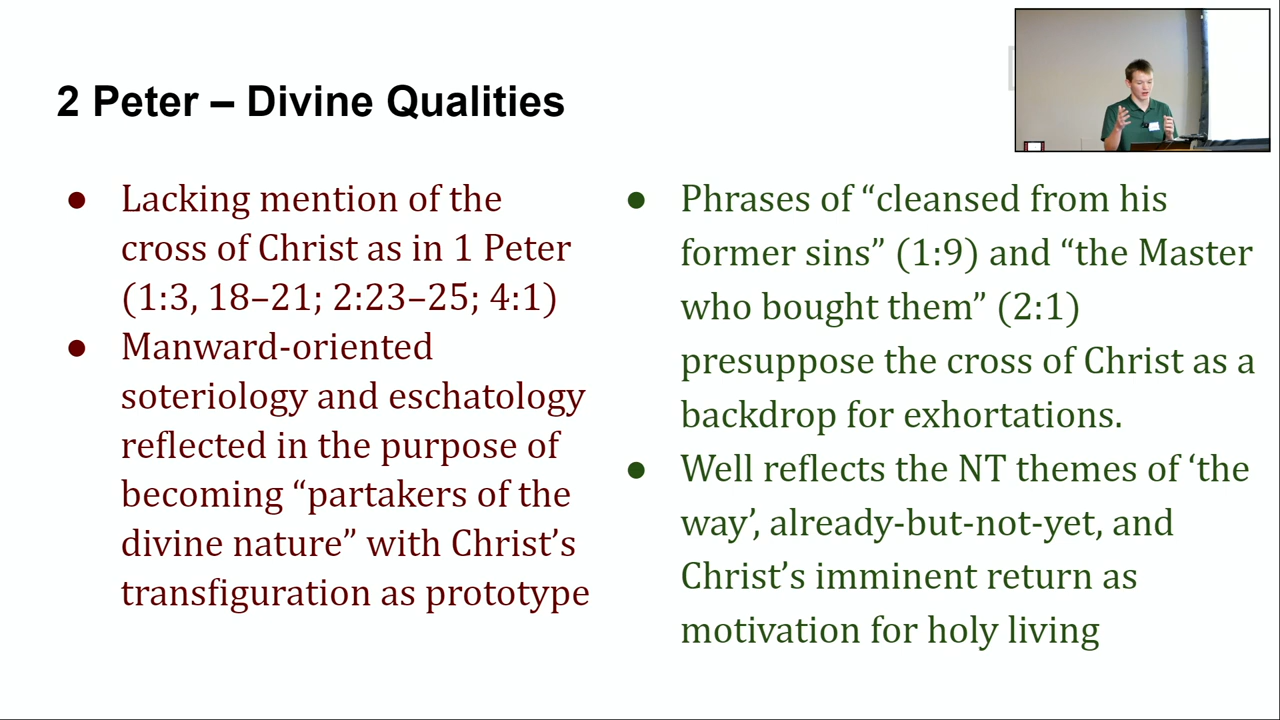 2 Peter – Divine Qualities
● Lacking mention of the
cross of Christ as in 1 Peter
(1:3, 18–21; 2:23–25; 4:1)
● Manward-oriented
soteriology and eschatology
reflected in the purpose of
becoming “partakers of the
divine nature” with Christ’s
transfiguration as prototype
● Phrases of “cleansed from his
former sins” (1:9) and “the Master
who bought them” (2:1)
presuppose the cross of Christ as a
backdrop for exhortations.
● Well reflects the NT themes of ‘the
way’, already-but-not-yet, and
Christ’s imminent return as
motivation for holy living